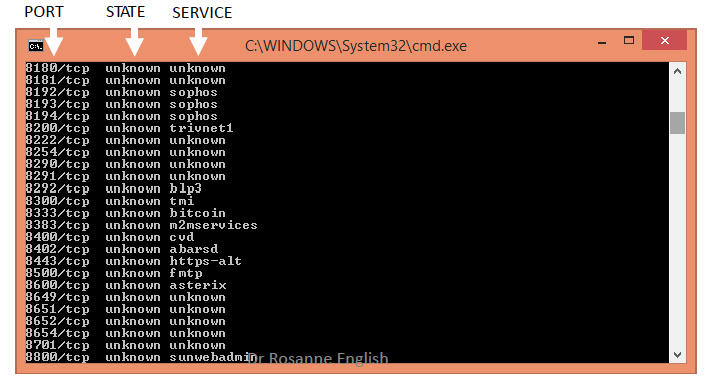 PORT STATE SERVICE
C:\WINDOWS\System32\cmd.exe
8180/tcp unknown unknown
8181/tcp unknown unknown
8192/tcp unknown sophos
8193/tcp unknown sophos
8194/tcp unknown sophos
8200/tcp unknown trivnet1
8222/tcp unknown unknown
8254/tcp unknown unknown
8290/tcp unknown unknown
8291/tcp unknown unknown
8292/tcp unknown blp3
8300/tcp unknown tmi
8333/tcp unknown bitcoin
8383/tcp unknown m2mservices
8400/tcp unknown cvd
8402/tcp unknown abarsd
8443/tcp unknown https-alt
8500/tcp unknown fmtp
8600/tcp unknown asterix
8649/tcp unknown unknown
8651/tcp unknown unknown
8652/tcp unknown unknown
8654/tcp unknown unknown
8701/tcp unknown unknown
8800/tcp unknown sunwebadmin
Dr Rosanne English